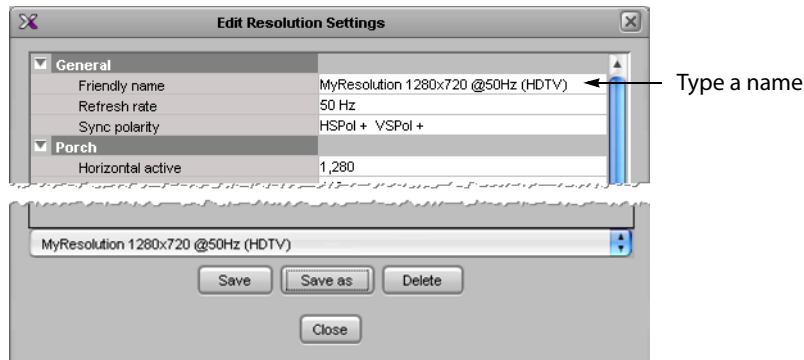 Edit Resolution Settings
General
Friendly name MyResolution 1280x720 @50Hz (HDTV)
Type a name
Refresh rate 50 Hz
Sync polarity HSPol + VSPol +
Porch
Horizontal active 1,280
MyResolution 1280x720 @50Hz (HDTV)
Save Save as Delete
Close